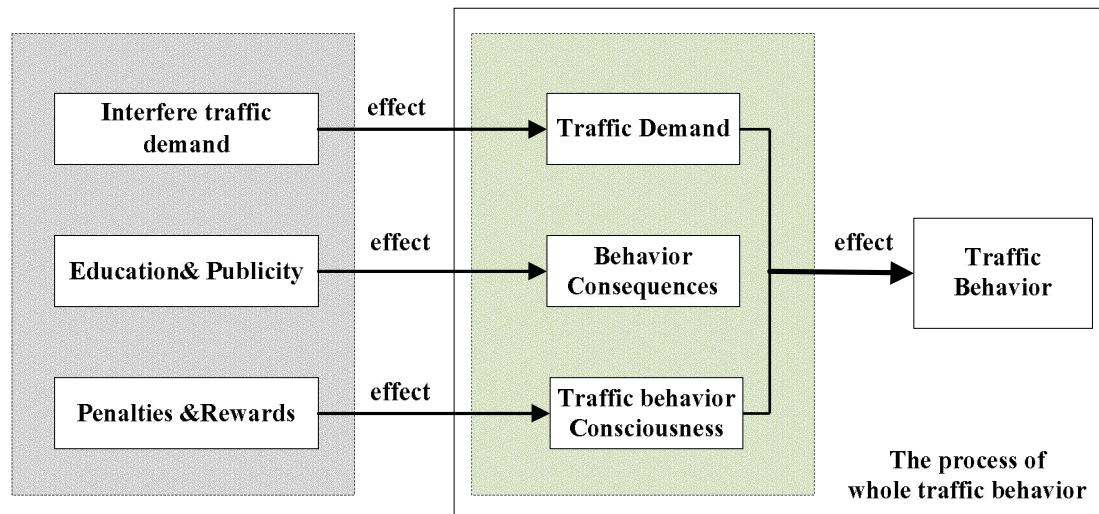 Interfere traffic
demand
effect
Traffic Demand
Education& Publicity
effect
Behavior
Consequences
effect
Traffic
Behavior
Penalties &Rewards
effect
Traffic behavior
Consciousness
The process of
whole traffic behavior